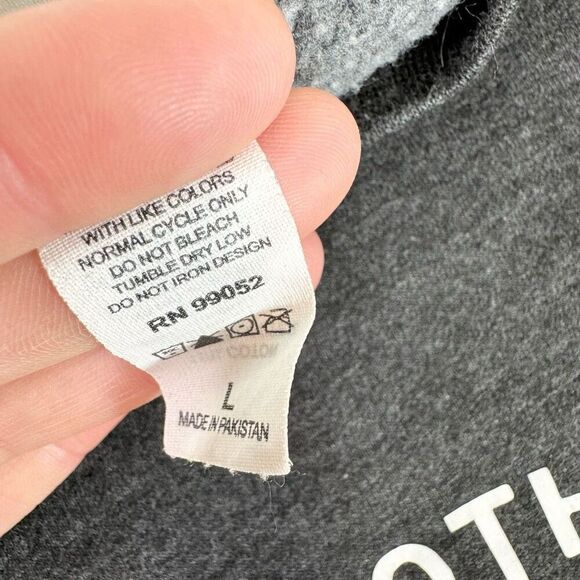 WITH LIKE COLORS
NORMAL CYCLE ONLY
DO NOT BLEACH
TUMBLE DRY LOW
DO NOT IRON DESIGN
RN 99052
L
MADE IN PAKISTAN
OTH